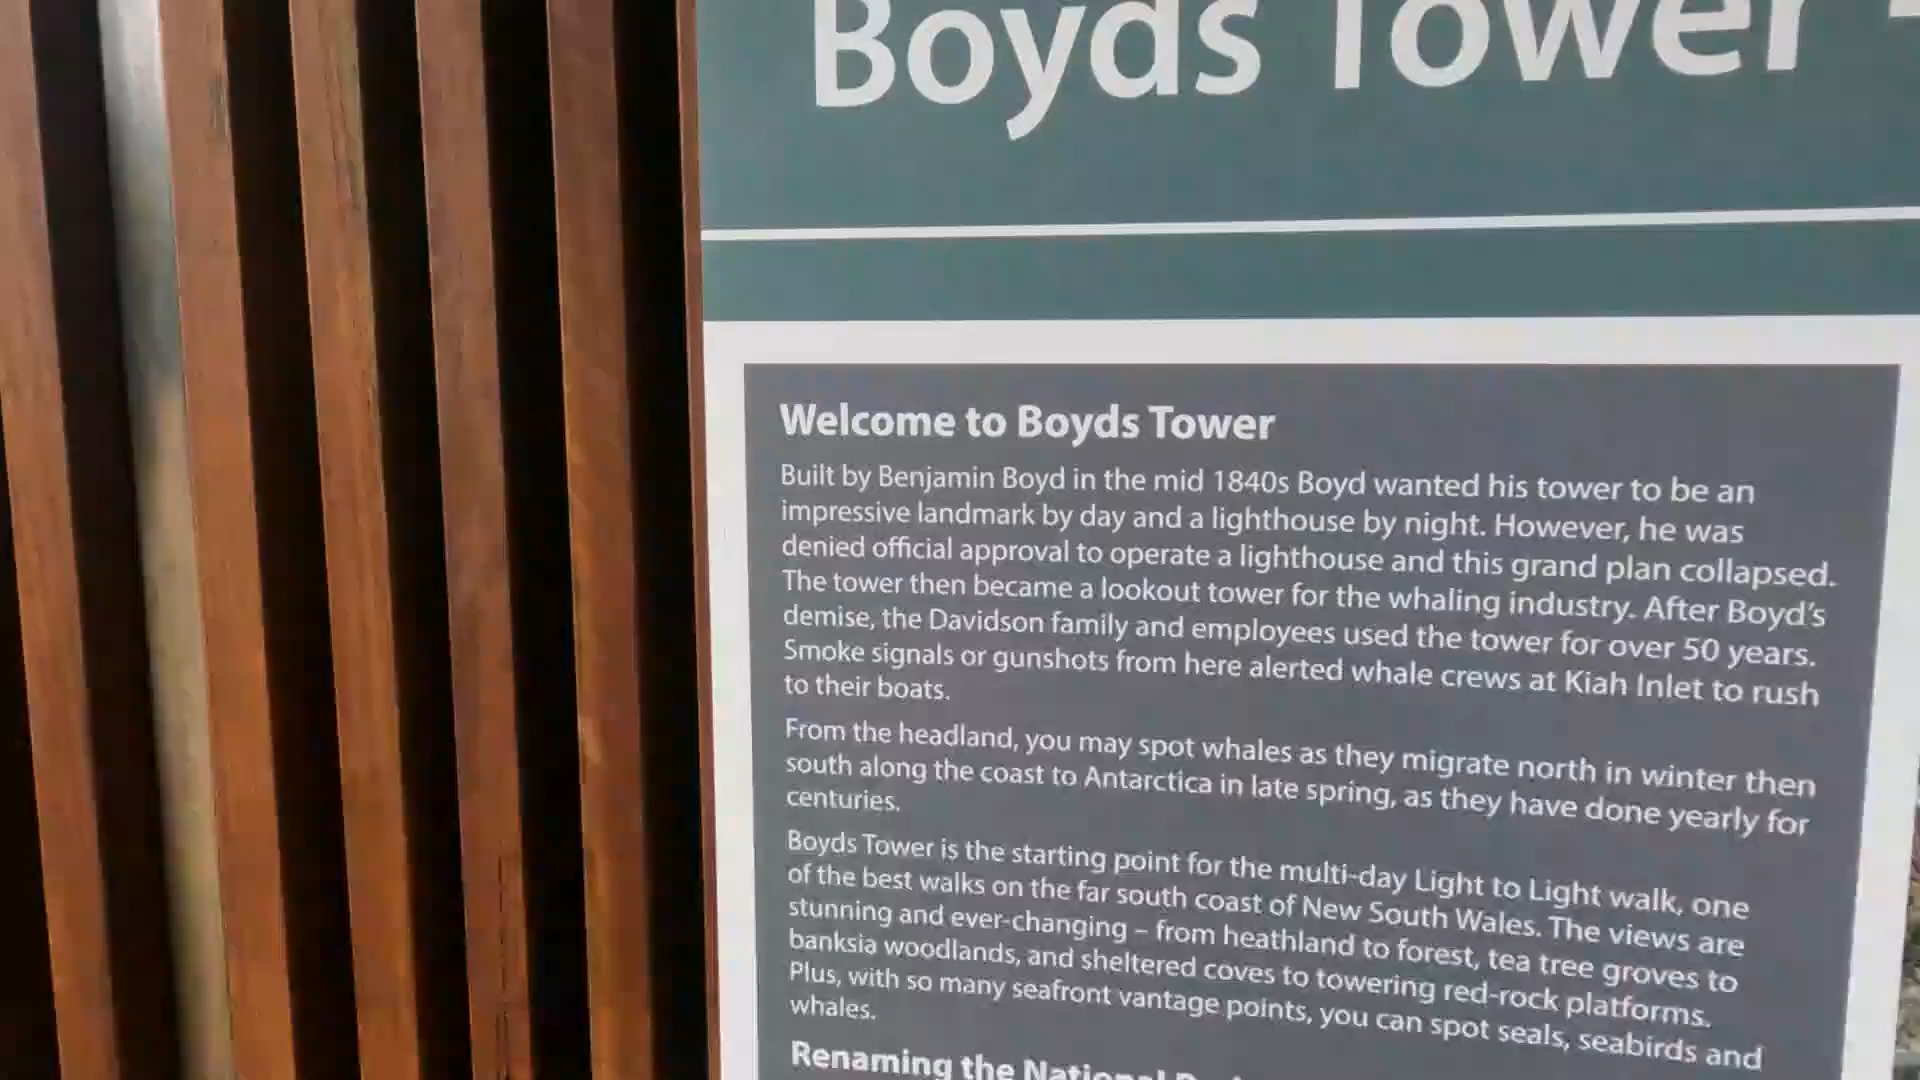 Boyds Tower
Welcome to Boyds Tower
Built by Benjamin Boyd in the mid 1840s Boyd wanted his tower to be an
impressive landmark by day and a lighthouse by night. However, he was
denied official approval to operate a lighthouse and this grand plan collapsed.
The tower then became a lookout tower for the whaling industry. After Boyd's
demise, the Davidson family and employees used the tower for over 50 years.
Smoke signals or gunshots from here alerted whale crews at Kiah Inlet to rush
to their boats.
From the headland, you may spot whales as they migrate north in winter then
south along the coast to Antarctica in late spring, as they have done yearly for
centuries.
Boyds Tower is the starting point for the multi-day Light to Light walk, one
of the best walks on the far south coast of New South Wales. The views are
stunning and ever-changing – from heathland to forest, tea tree groves to
banksia woodlands, and sheltered coves to towering red-rock platforms.
Plus, with so many seafront vantage points, you can spot seals, seabirds and
whales.
Renaming the National